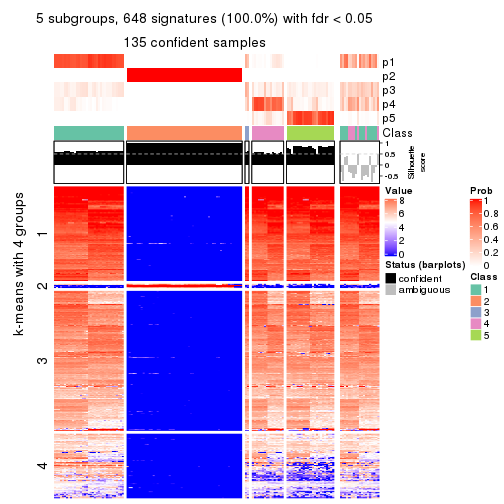 5 subgroups, 648 signatures (100.0%) with fdr < 0.05
135 confident samples
p1
p2
p3
p4
p5
Class
1
0.5
0
-0.5
Silhouette
score
k-means with 4 groups
1
2
3
4
Value
8
6
4
2
0
Status (barplots)
confident
ambiguous
Prob
1
0.8
0.6
0.4
0.2
0
Class
1
2
3
4
5